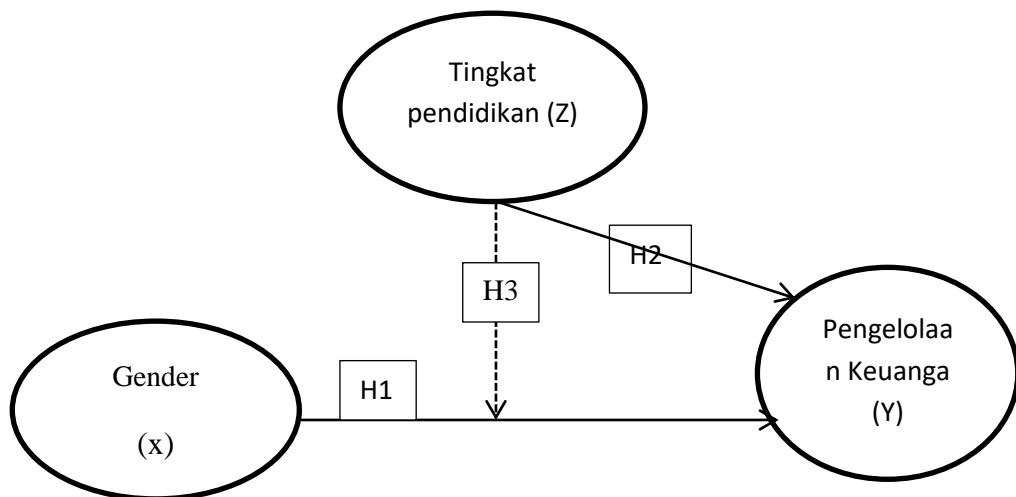 Tingkat
pendidikan (Z)
H2
H3
Pengelolaa
n Keuanga
(Y)
Gender
(x)
H1